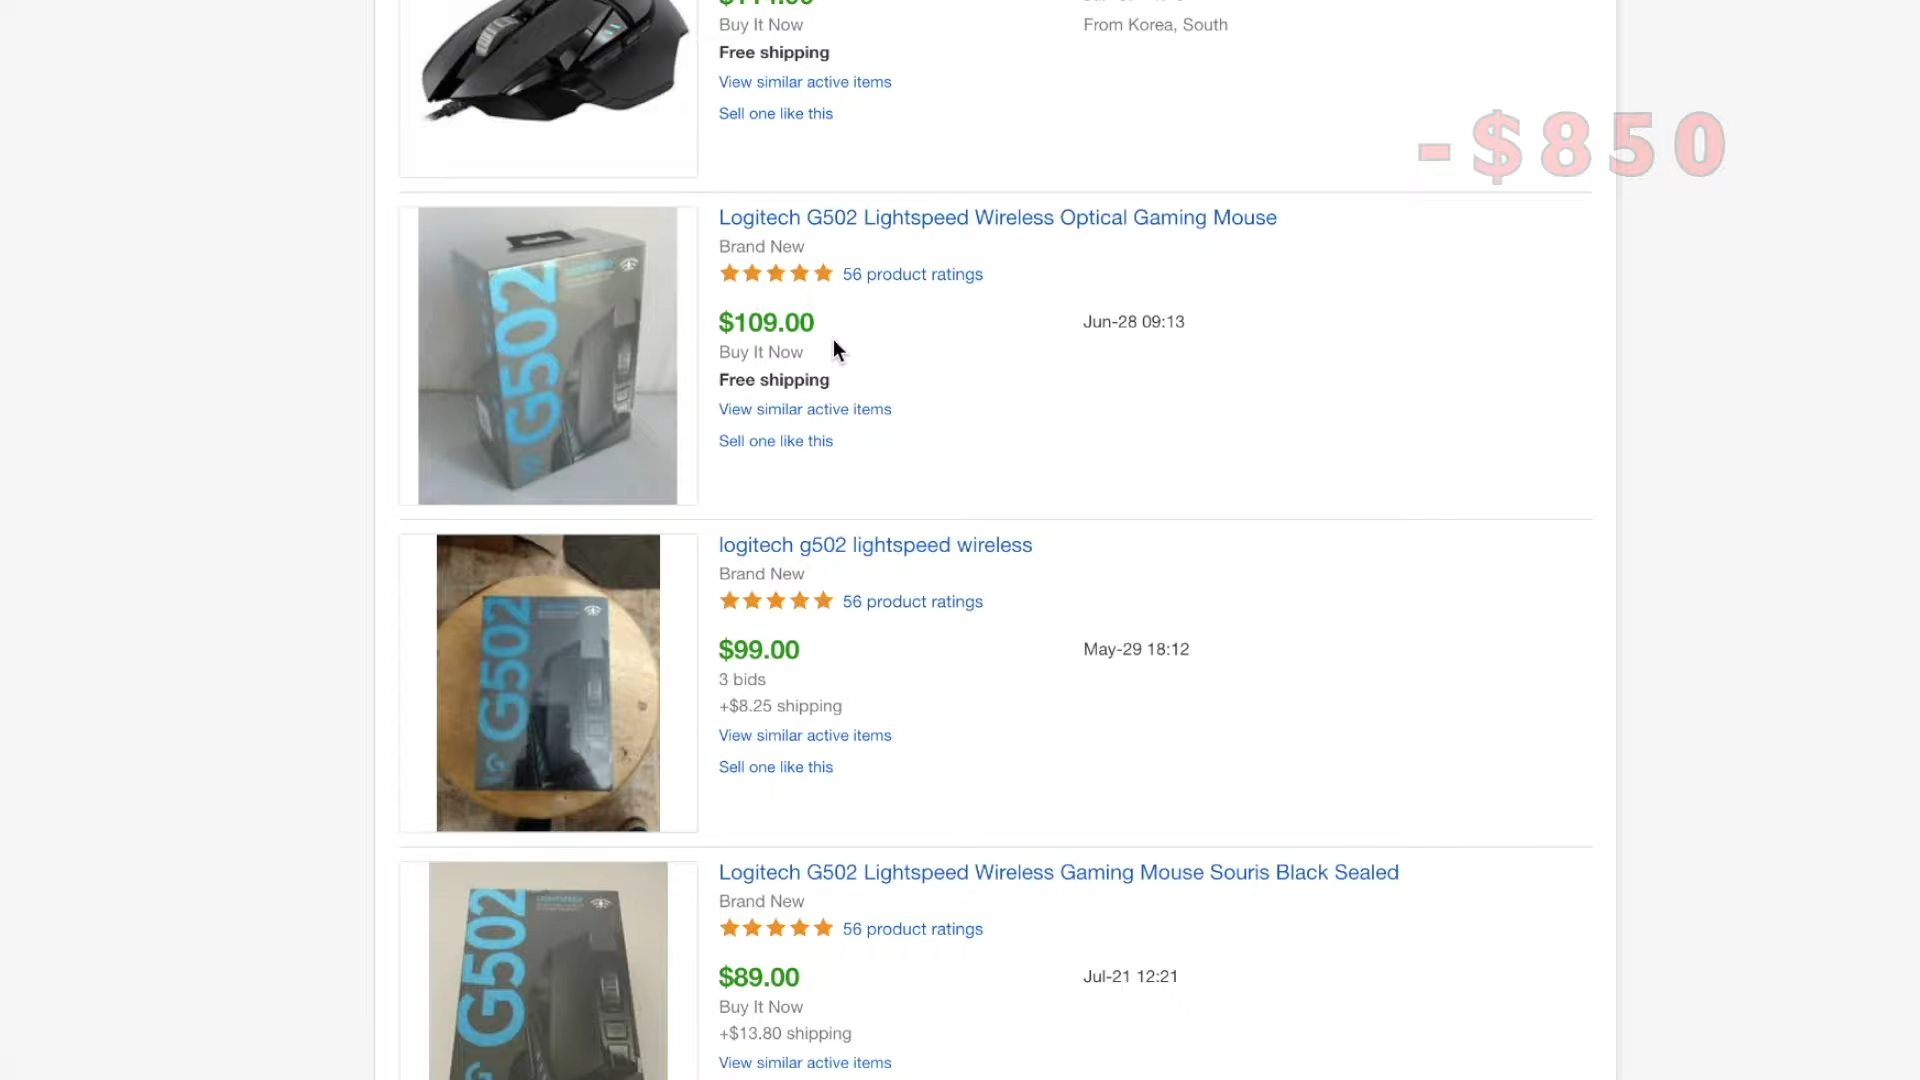 Buy It Now
From Korea, South
Free shipping
View similar active items
Sell one like this
-$850
Logitech G502 Lightspeed Wireless Optical Gaming Mouse
Brand New
56 product ratings
$109.00
Jun-28 09:13
Buy It Now
Free shipping
View similar active items
Sell one like this
G502
logitech g502 lightspeed wireless
Brand New
56 product ratings
$99.00
May-29 18:12
3 bids
+$8.25 shipping
View similar active items
Sell one like this
G502
Logitech G502 Lightspeed Wireless Gaming Mouse Souris Black Sealed
Brand New
56 product ratings
$89.00
Jul-21 12:21
Buy It Now
+$13.80 shipping
View similar active items
G502